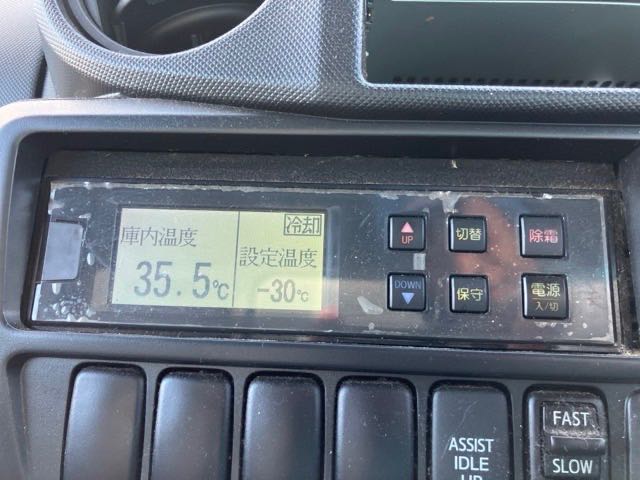 冷却
庫内温度
設定温度
35.5℃
-30℃
UP
切替
除霜
DOWN
保守
電源
入/切
ASSIST
IDLE
UP
FAST
SLOW